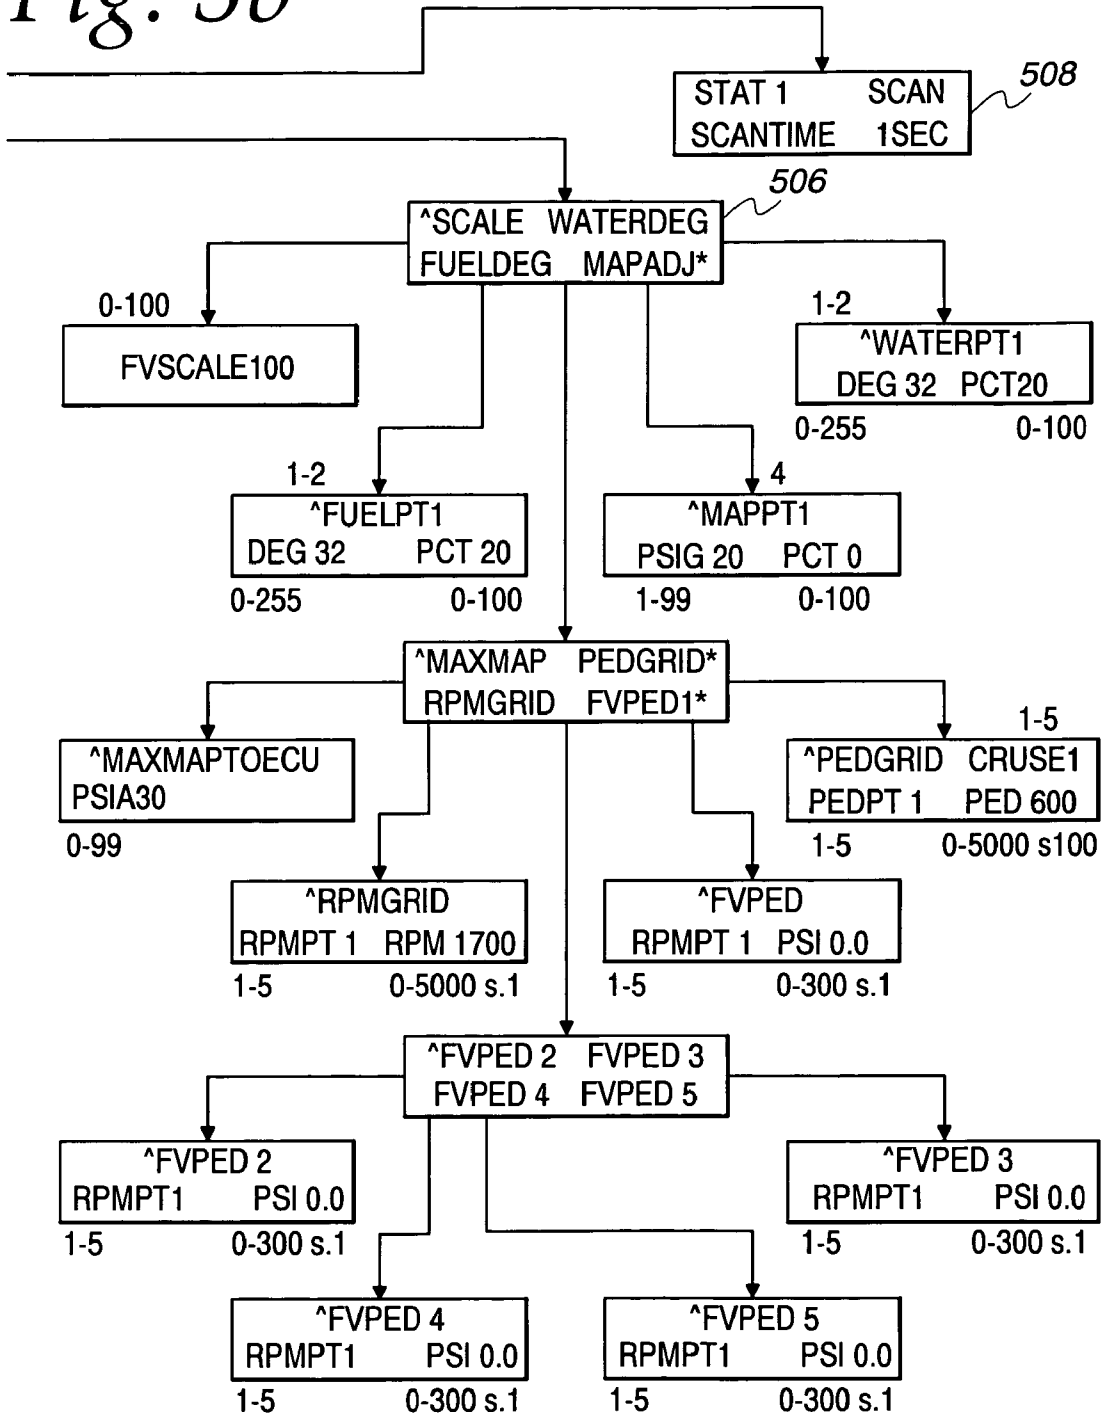 Fig. 5b
STAT 1 SCAN
SCANTIME 1SEC
508
506
^SCALE WATERDEG
FUELDEG MAPADJ*
0-100
FVSCALE100
1-2
^WATERPT1
DEG 32 PCT20
0-255 0-100
1-2
^FUELPT1
DEG 32 PCT 20
0-255 0-100
4
^MAPPT1
PSIG 20 PCT 0
1-99 0-100
^MAXMAP PEDGRID*
RPMGRID FVPED1*
^MAXMAPTOECU
PSIA30
0-99
1-5
^PEDGRID CRUSE1
PEDPT 1 PED 600
1-5 0-5000 s100
^RPMGRID
RPMPT 1 RPM 1700
1-5 0-5000 s.1
^FVPED
RPMPT 1 PSI 0.0
1-5 0-300 s.1
^FVPED 2 FVPED 3
FVPED 4 FVPED 5
^FVPED 2
RPMPT1 PSI 0.0
1-5 0-300 s.1
^FVPED 3
RPMPT1 PSI 0.0
1-5 0-300 s.1
^FVPED 4
RPMPT1 PSI 0.0
1-5 0-300 s.1
^FVPED 5
RPMPT1 PSI 0.0
1-5 0-300 s.1